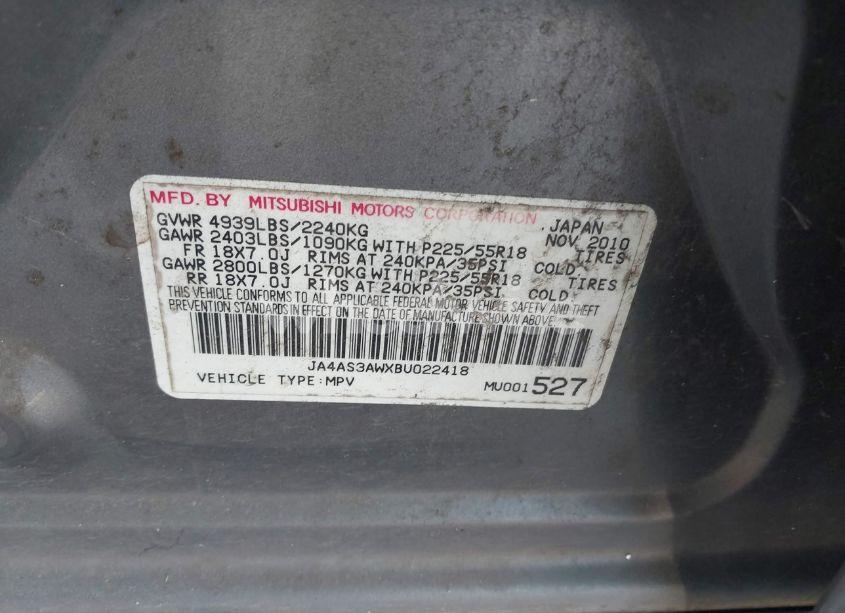 MFD. BY MITSUBISHI MOTORS CORPORATION JAPAN
GVWR 4939LBS/2240KG NOV 2010
GAWR 2403LBS/1090KG WITH P225/55R18 TIRES
FR 18X7.0J RIMS AT 240KPA/35PSI COLD
GAWR 2800LBS/1270KG WITH P225/55R18 TIRES
RR 18X7.0J RIMS AT 240KPA/35PSI COLD
THIS VEHICLE CONFORMS TO ALL APPLICABLE FEDERAL MOTOR VEHICLE SAFETY AND THEFT
PREVENTION STANDARDS IN EFFECT ON THE DATE OF MANUFACTURE SHOWN ABOVE.
JA4AS3AWXBU022418
VEHICLE TYPE:MPV MU001527